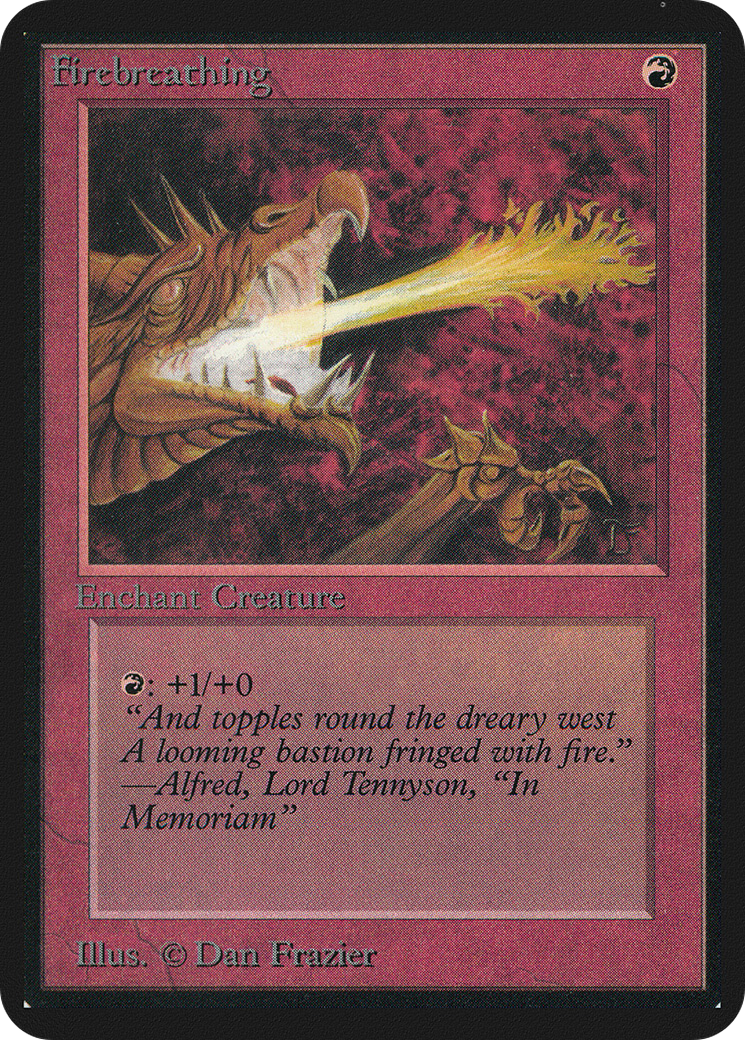 Firebreathing
Enchant Creature
: +1/+0
“And topples round the dreary west
A looming bastion fringed with fire.”
—Alfred, Lord Tennyson, “In
Memoriam”
Illus. © Dan Frazier
DF